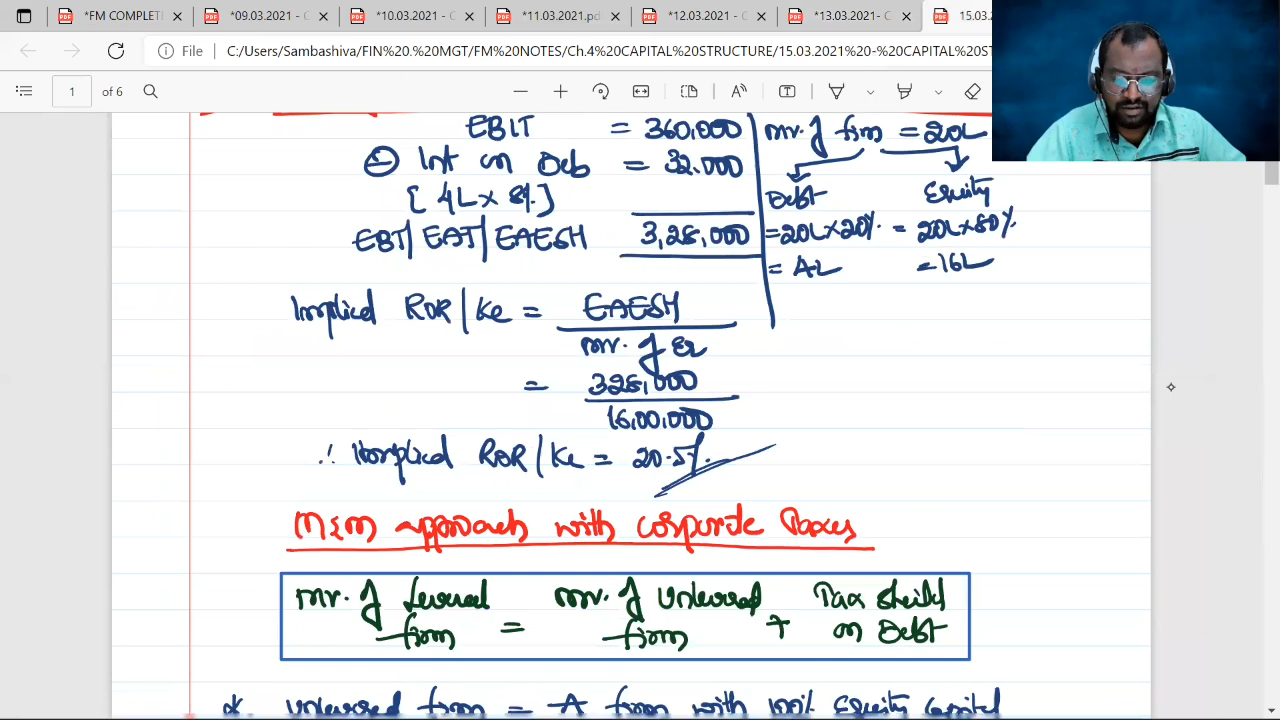 *FM COMPLET
*09.03.2021 - C
*10.03.2021 - C
*11.03.2021.pd
*12.03.2021 - C
*13.03.2021 - C
15.03.20
File C:/Users/Sambashiva/FIN%20.%20MGT/FM%20NOTES/Ch.4%20CAPITAL%20STRUCTURE/15.03.2021%20-%20CAPITAL%20ST
1 of 6
EBIT = 360,000
mv. of firm = 20L
(-) Int on Deb = 32,000
[4L x 8%]
Debt Equity
EBT/EAT/EAESH 3,28,000
= 20L x 20% = 20L x 80%
= 4L = 16L
Implied ROR/Ke = EAESH
mv. of Eq
= 328,000
16,00,000
∴ Implied ROR/Ke = 20.5%
M&M approach with corporate Taxes
mv. of levered firm = mv. of Unlevered firm + Tax sheild on Debt
* Unlevered firm = A firm with Equity Capital